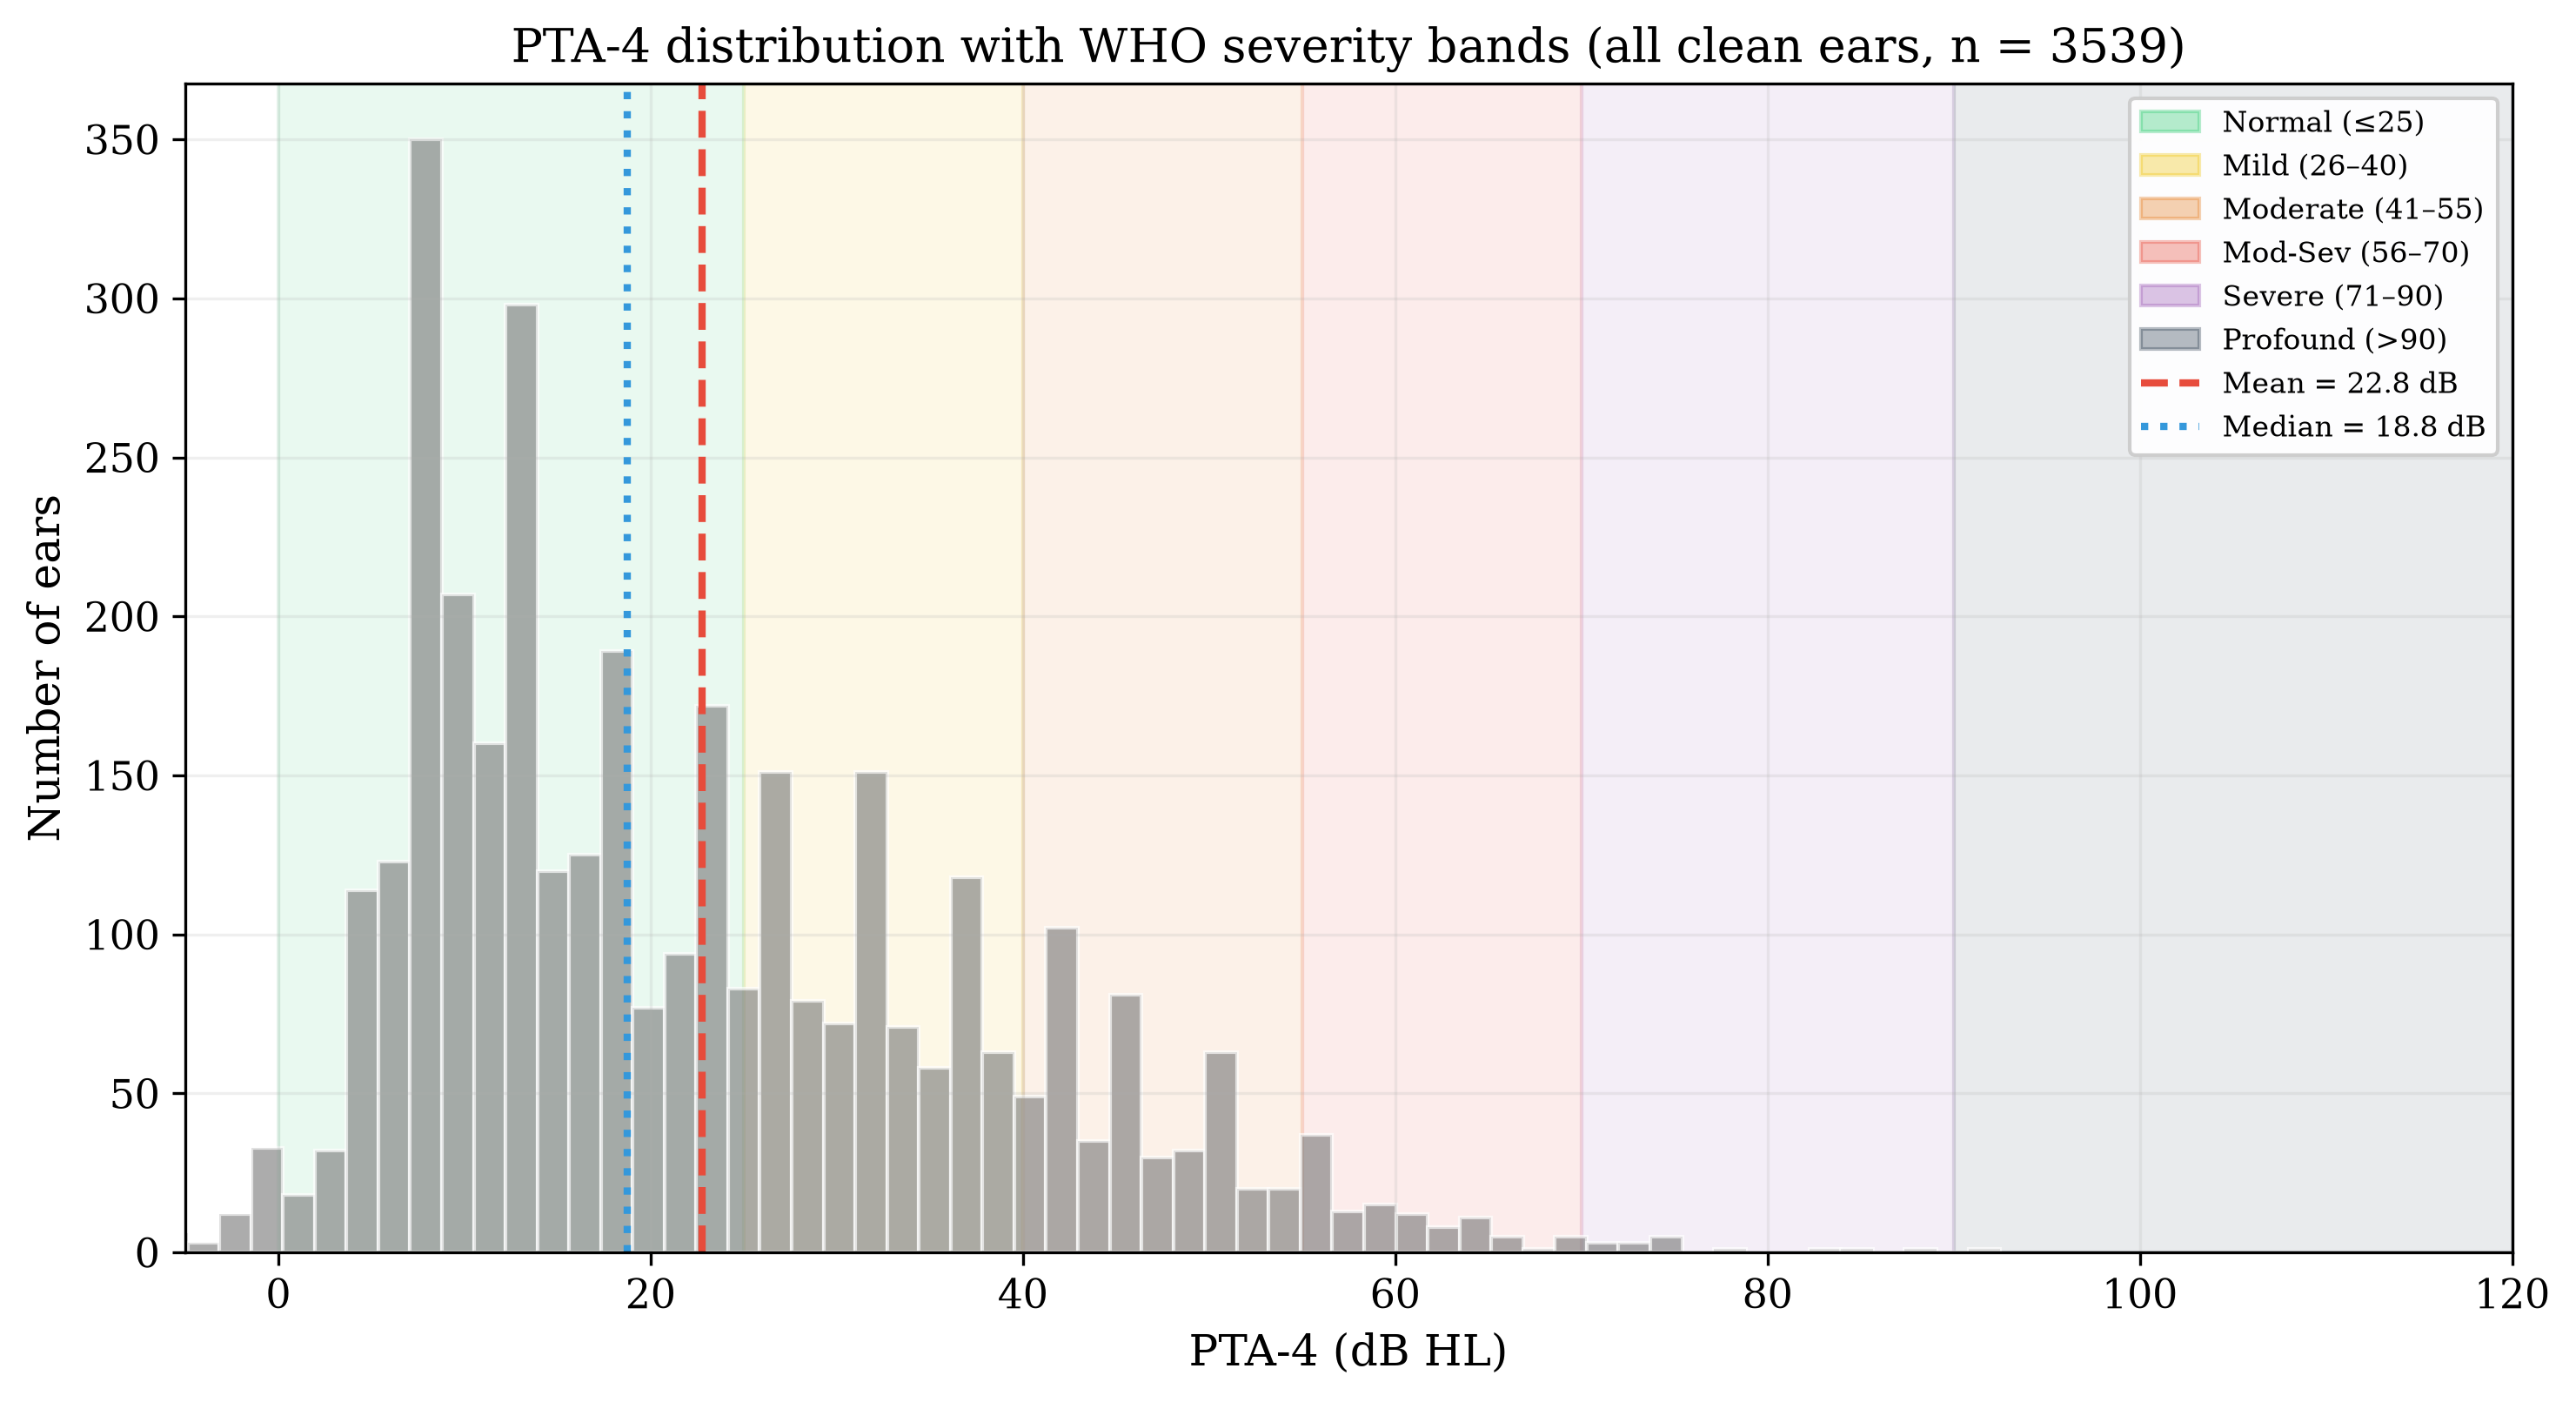 PTA-4 distribution with WHO severity bands (all clean ears, n = 3539)
Number of ears
350
300
250
200
150
100
50
0
0 20 40 60 80 100 120
PTA-4 (dB HL)
Normal (≤25)
Mild (26–40)
Moderate (41–55)
Mod-Sev (56–70)
Severe (71–90)
Profound (>90)
Mean = 22.8 dB
Median = 18.8 dB